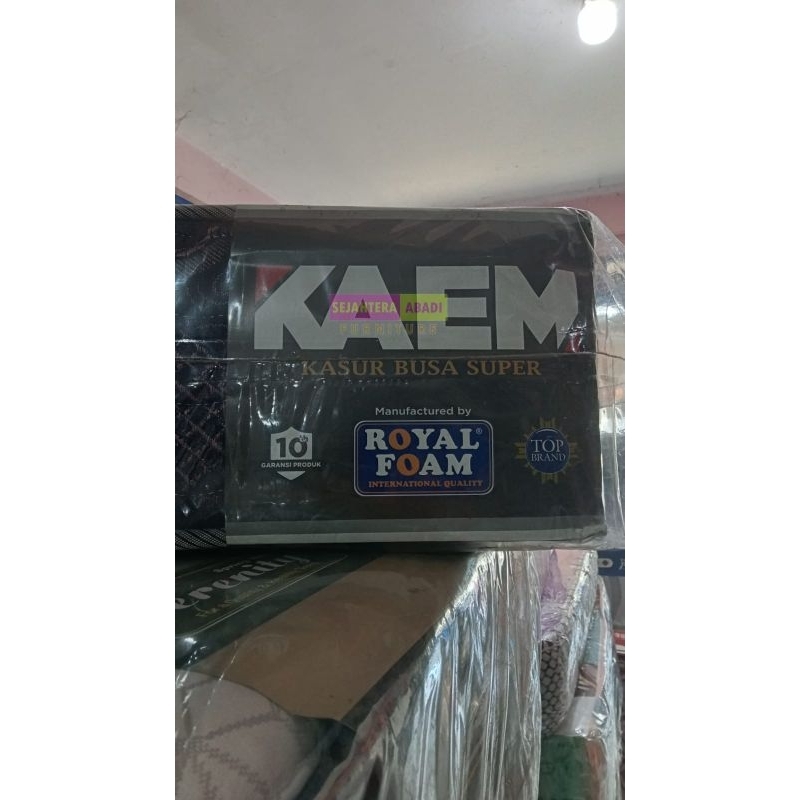 KAEM
SEJAHTERA ABADI
FURNITURE
KASUR BUSA SUPER
Manufactured by
ROYAL®
FOAM
INTERNATIONAL QUALITY
10
GARANSI PRODUK
TOP
BRAND